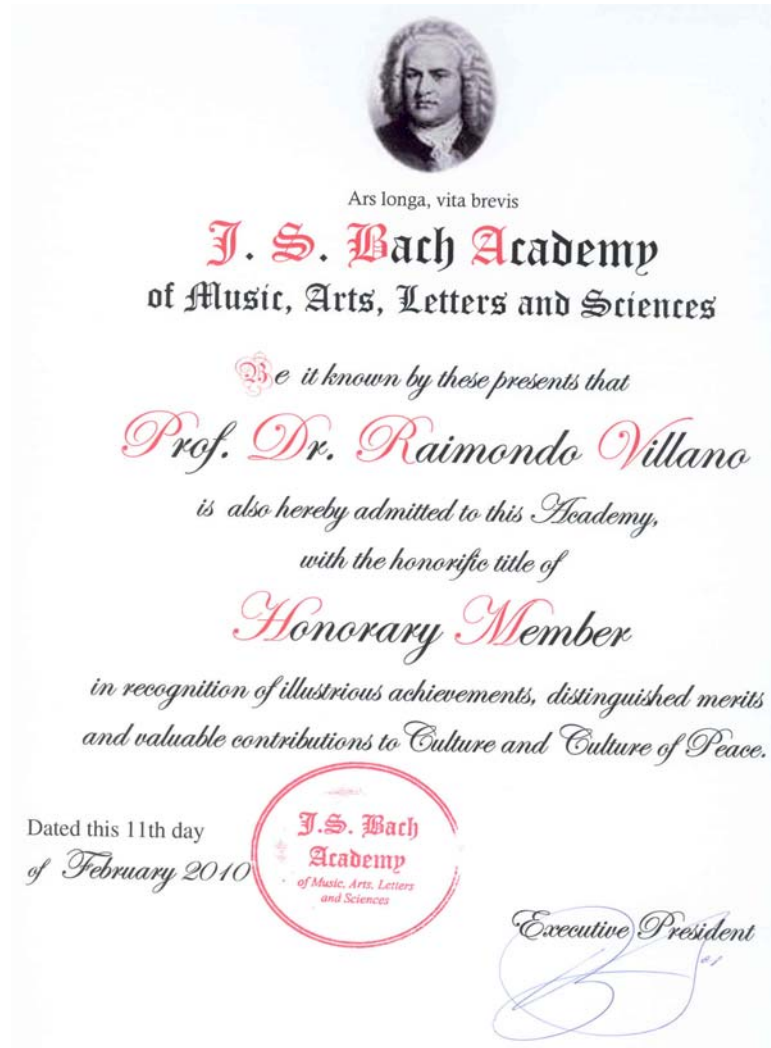 Ars longa, vita brevis
J. S. Bach Academy
of Music, Arts, Letters and Sciences
Be it known by these presents that
Prof. Dr. Raimondo Villano
is also hereby admitted to this Academy,
with the honorific title of
Honorary Member
in recognition of illustrious achievements, distinguished merits
and valuable contributions to Culture and Culture of Peace.
Dated this 11th day
of February 2010
J.S. Bach
Academy
of Music, Arts, Letters
and Sciences
Executive President